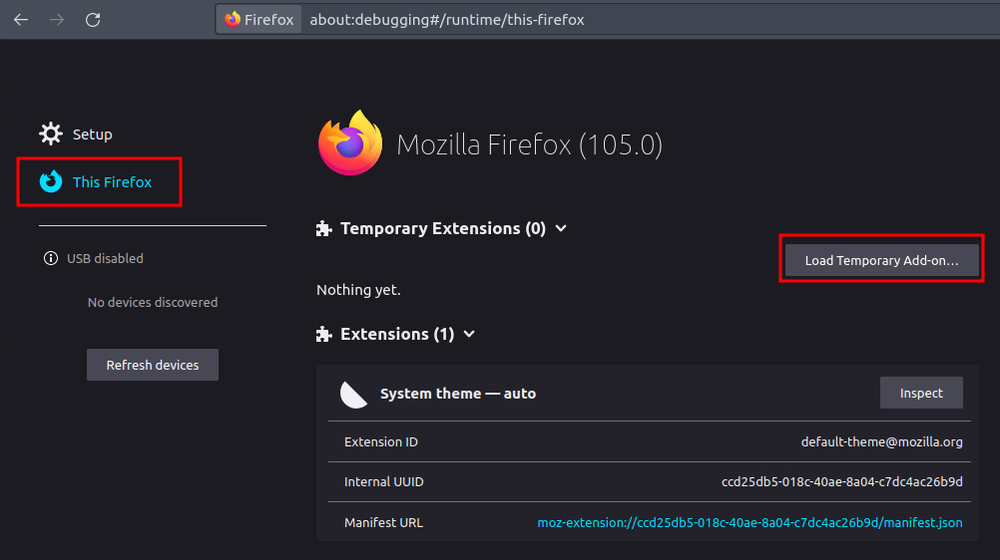 Firefox about:debugging#/runtime/this-firefox
Setup
This Firefox
USB disabled
No devices discovered
Refresh devices
Mozilla Firefox (105.0)
Temporary Extensions (0)
Load Temporary Add-on…
Nothing yet.
Extensions (1)
System theme — auto
Inspect
Extension ID default-theme@mozilla.org
Internal UUID ccd25db5-018c-40ae-8a04-c7dc4ac26b9d
Manifest URL moz-extension://ccd25db5-018c-40ae-8a04-c7dc4ac26b9d/manifest.json